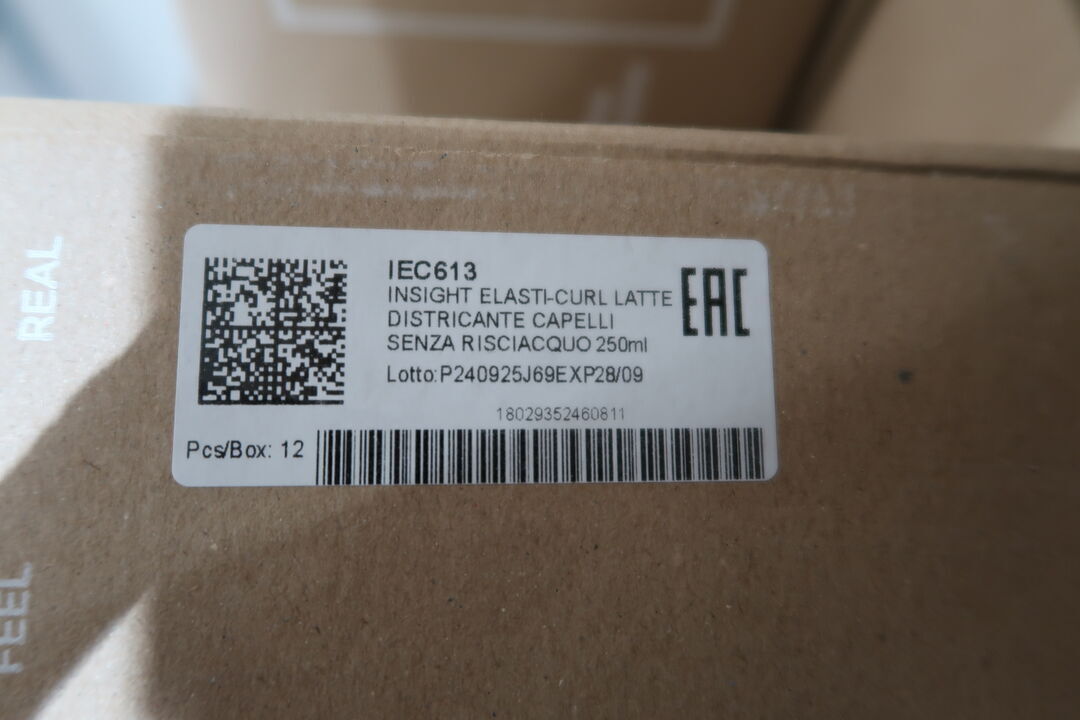 REAL
FEEL
IEC613
INSIGHT ELASTI-CURL LATTE
DISTRICANTE CAPELLI
SENZA RISCIACQUO 250ml
Lotto:P240925J69EXP28/09
EAC
18029352460811
Pcs/Box: 12